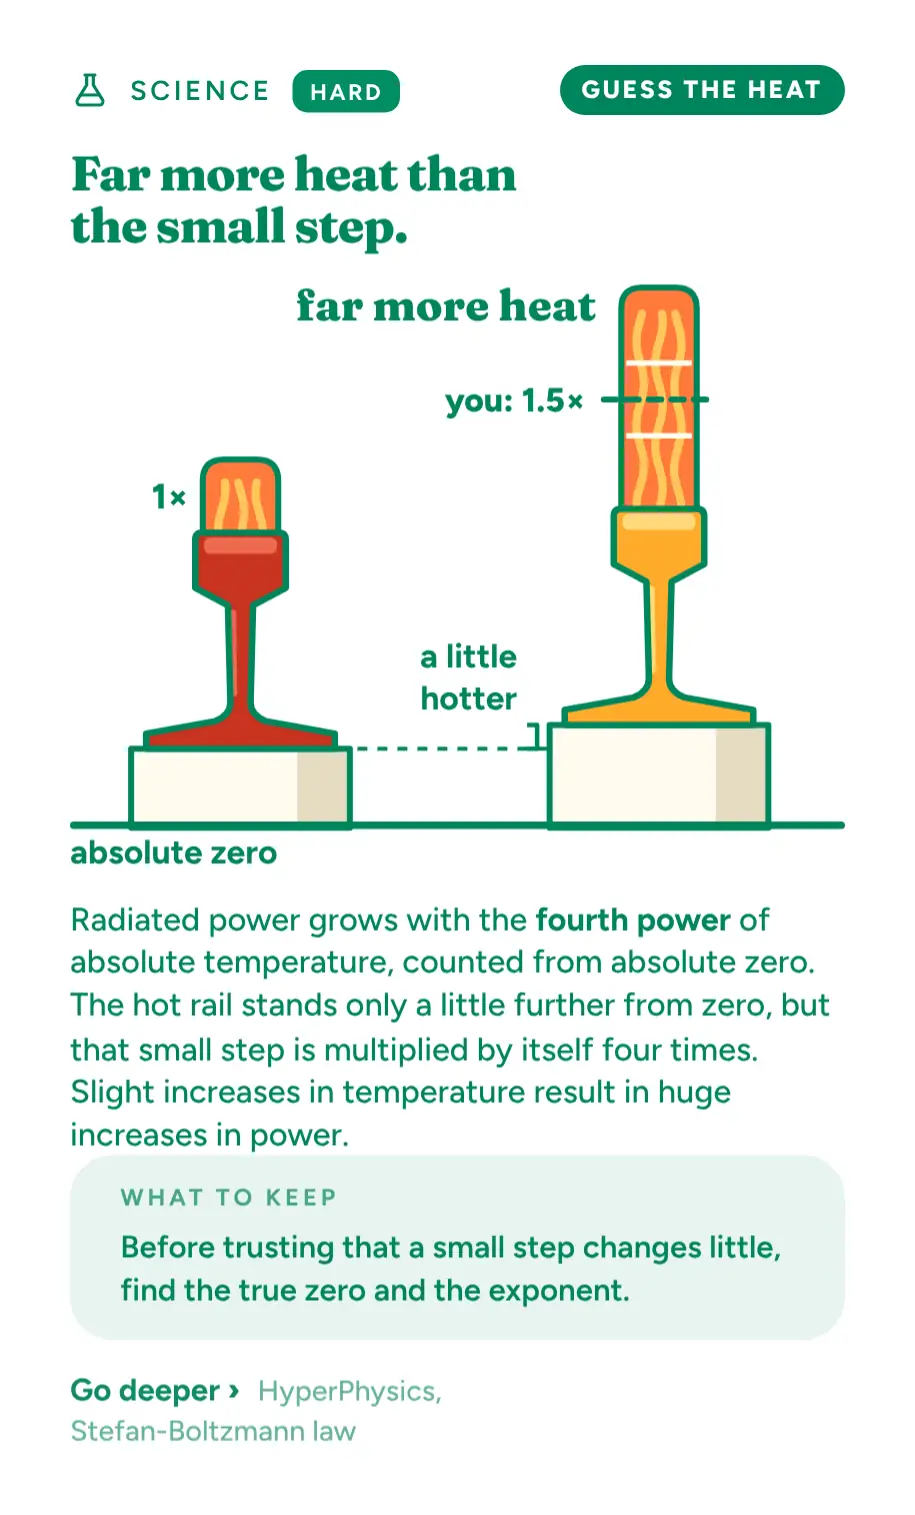 SCIENCE HARD GUESS THE HEAT
Far more heat than
the small step.
far more heat
you: 1.5×
1×
a little
hotter
absolute zero
Radiated power grows with the fourth power of
absolute temperature, counted from absolute zero.
The hot rail stands only a little further from zero, but
that small step is multiplied by itself four times.
Slight increases in temperature result in huge
increases in power.
WHAT TO KEEP
Before trusting that a small step changes little,
find the true zero and the exponent.
Go deeper › HyperPhysics,
Stefan-Boltzmann law